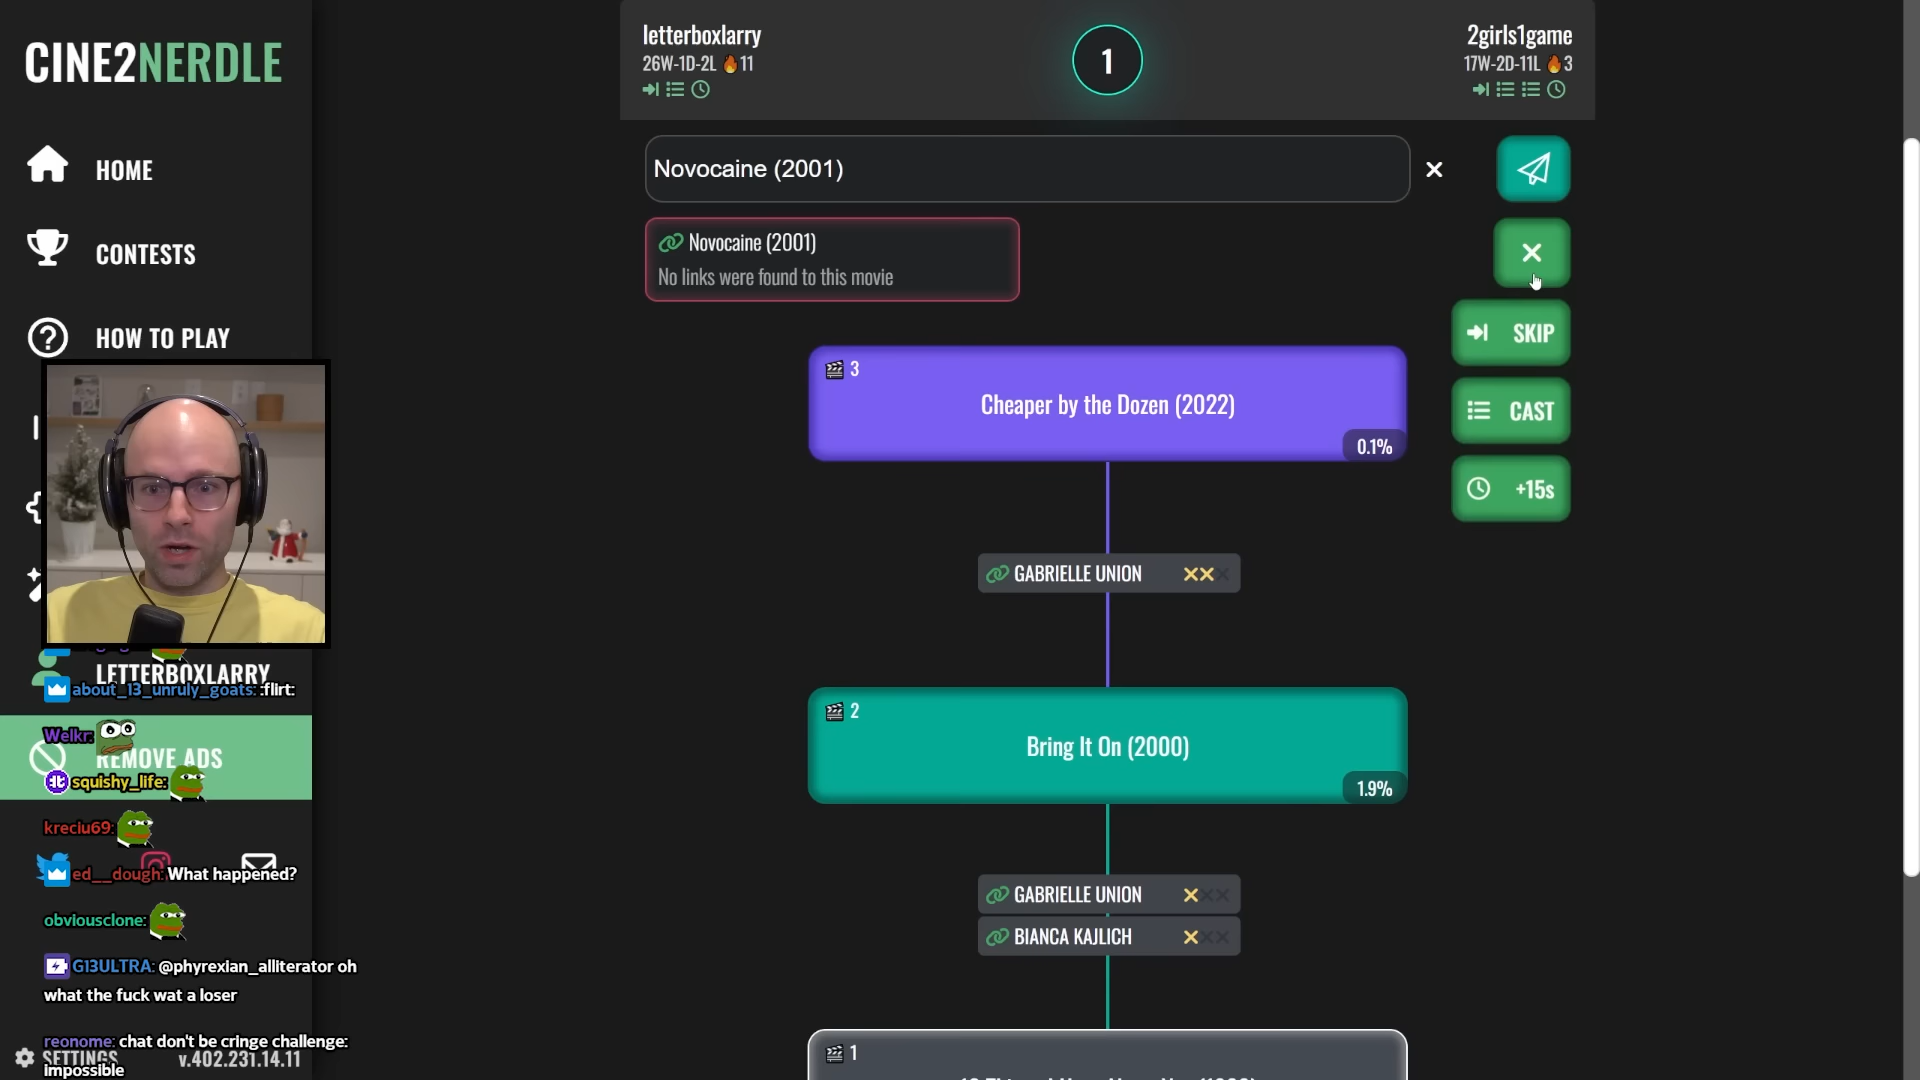 CINE2NERDLE
HOME
CONTESTS
HOW TO PLAY
LETTERBOXLARRY
about_13_unruly_goats: :flirt:
Welkr:
REMOVE ADS
squishy_life:
kreciu69:
ed__dough: What happened?
obviousclone:
G13ULTRA: @phyrexian_alliterator oh
what the fuck wat a loser
reonome: chat don't be cringe challenge:
impossible
SETTINGS
v.402.231.14.11
letterboxlarry
26W-1D-2L 11
1
2girls1game
17W-2D-11L 3
Novocaine (2001)
Novocaine (2001)
No links were found to this movie
SKIP
CAST
+15s
3
Cheaper by the Dozen (2022)
0.1%
GABRIELLE UNION
2
Bring It On (2000)
1.9%
GABRIELLE UNION
BIANCA KAJLICH
1